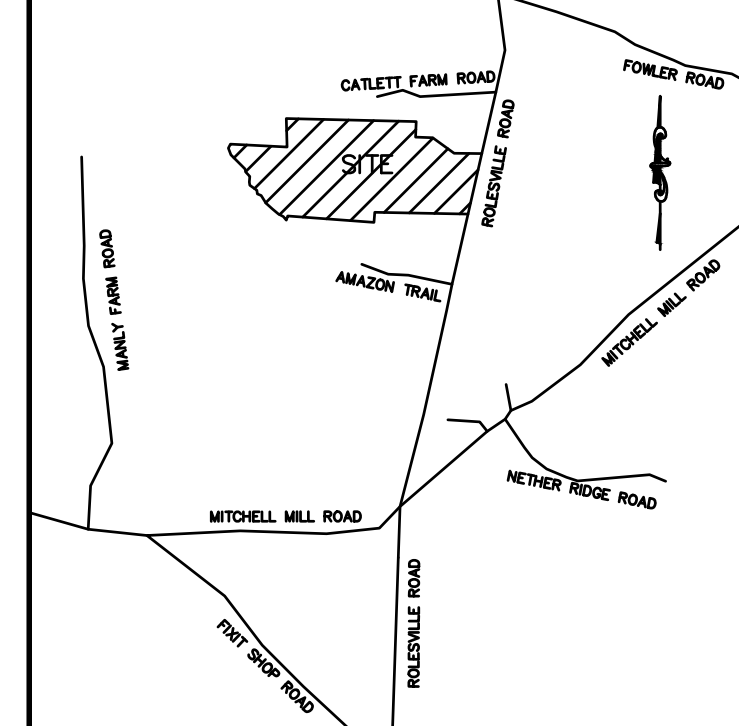 FOWLER ROAD
CATLETT FARM ROAD
ROLESVILLE ROAD
SITE
MANLY FARM ROAD
AMAZON TRAIL
MITCHELL MILL ROAD
NETHER RIDGE ROAD
MITCHELL MILL ROAD
ROLESVILLE ROAD
FIXIT SHOP ROAD